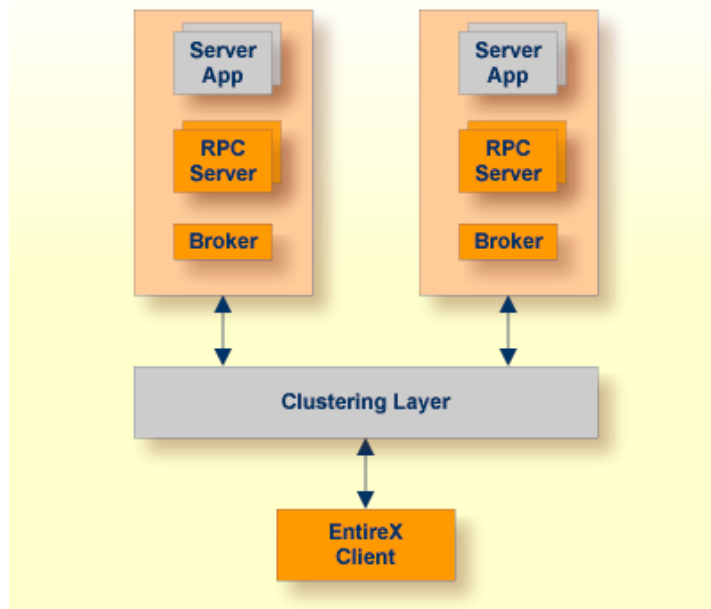 Server
App
Server
App
RPC
Server
RPC
Server
Broker
Broker
Clustering Layer
EntireX
Client